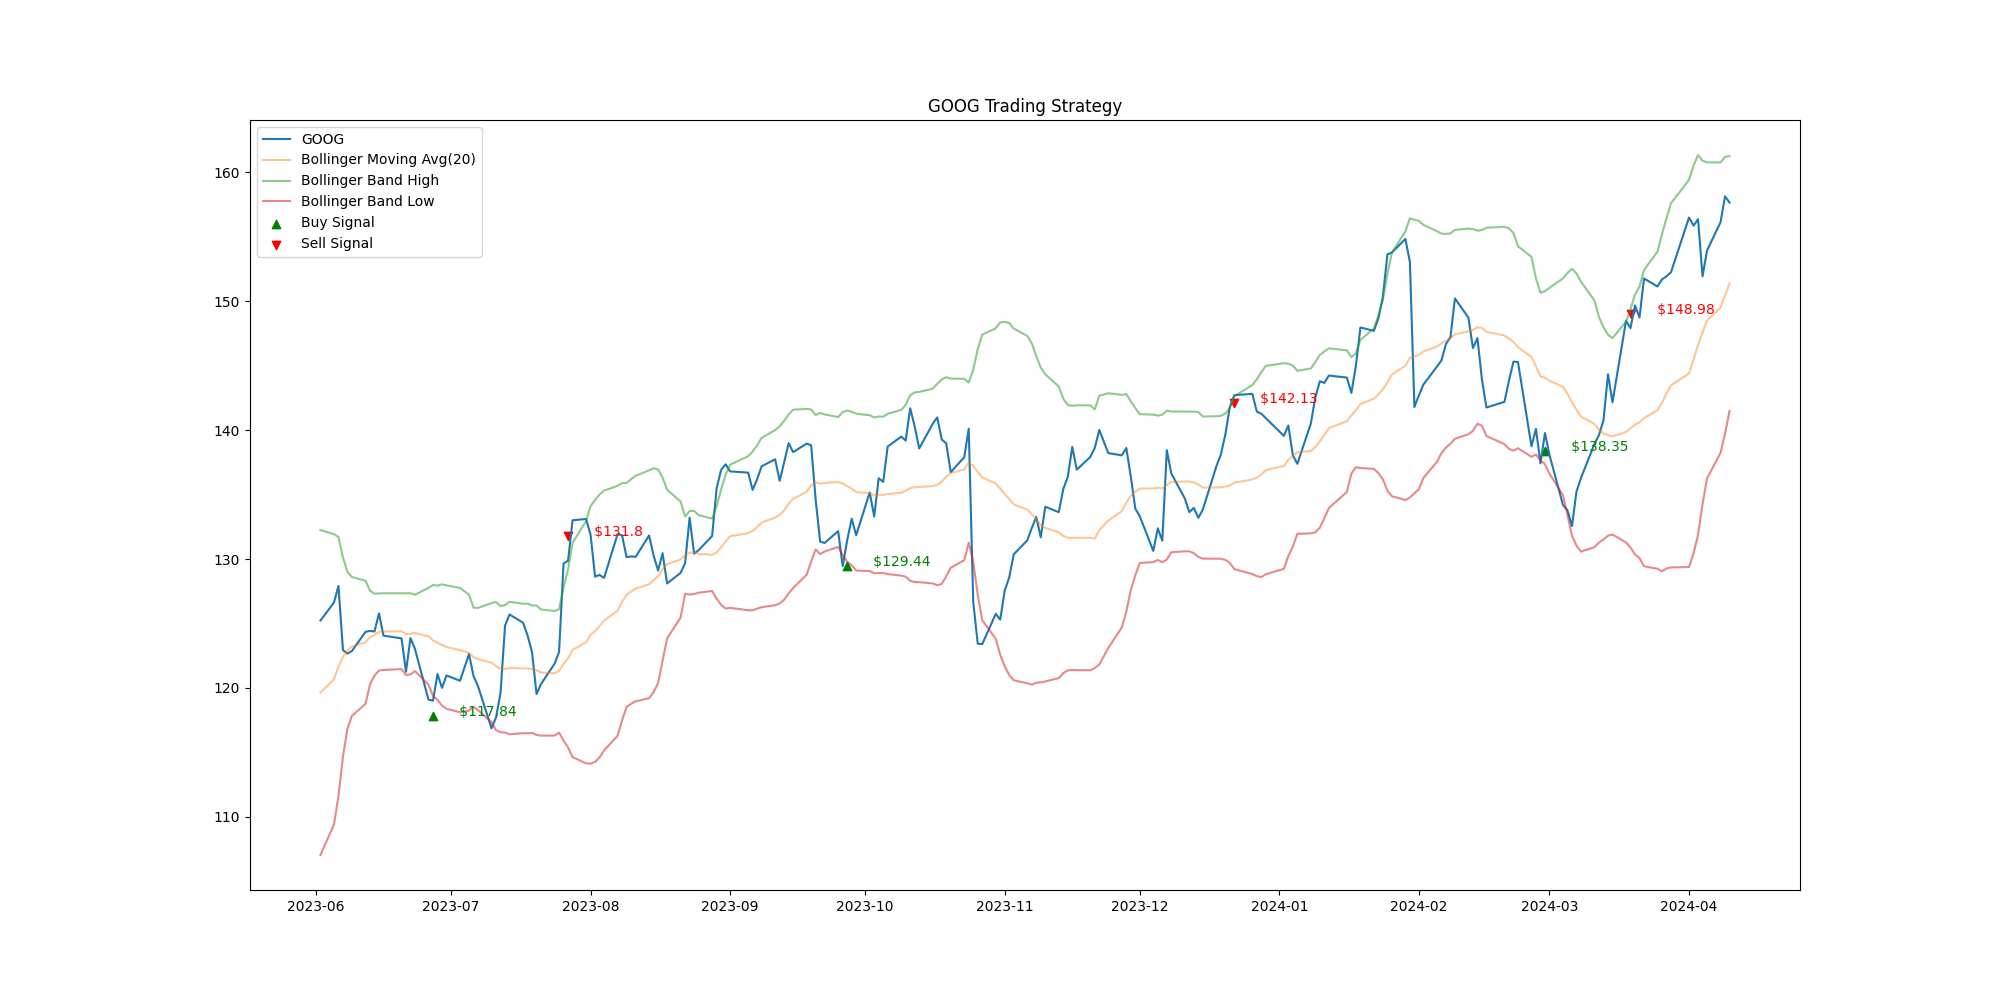 GOOG Trading Strategy
GOOG
Bollinger Moving Avg(20)
Bollinger Band High
Bollinger Band Low
Buy Signal
Sell Signal
160
150
140
130
120
110
$148.98
$142.13
$138.35
$131.8
$129.44
$117.84
2023-06 2023-07 2023-08 2023-09 2023-10 2023-11 2023-12 2024-01 2024-02 2024-03 2024-04